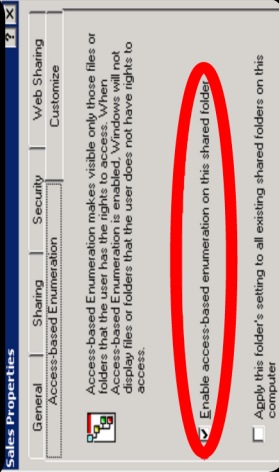 Sales Properties
General
Sharing
Security
Web Sharing
Access-based Enumeration
Customize
Access-based Enumeration makes visible only those files or
folders that the user has the rights to access. When
Access-based Enumeration is enabled, Windows will not
display files or folders that the user does not have rights to
access.
Enable access-based enumeration on this shared folder
Apply this folder's setting to all existing shared folders on this
computer